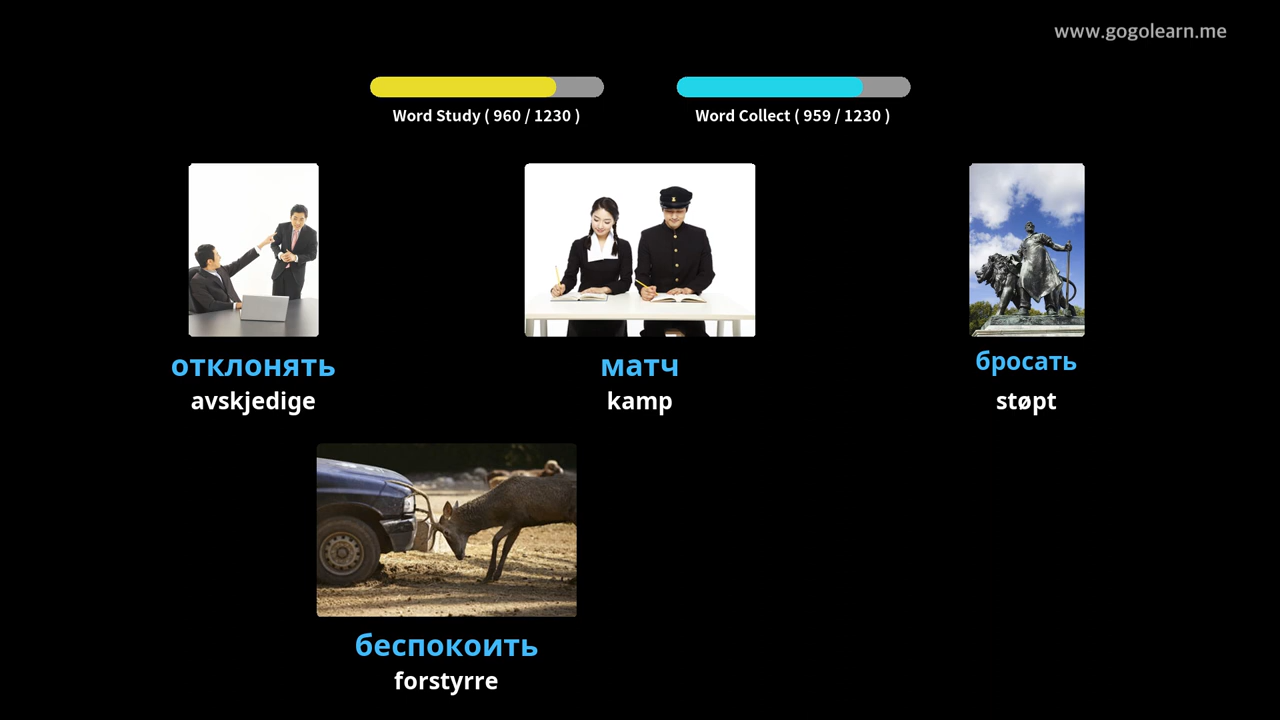 www.gogolearn.me
Word Study ( 960 / 1230 )
Word Collect ( 959 / 1230 )
отклонять
avskjedige
матч
kamp
бросать
støpt
беспокоить
forstyrre